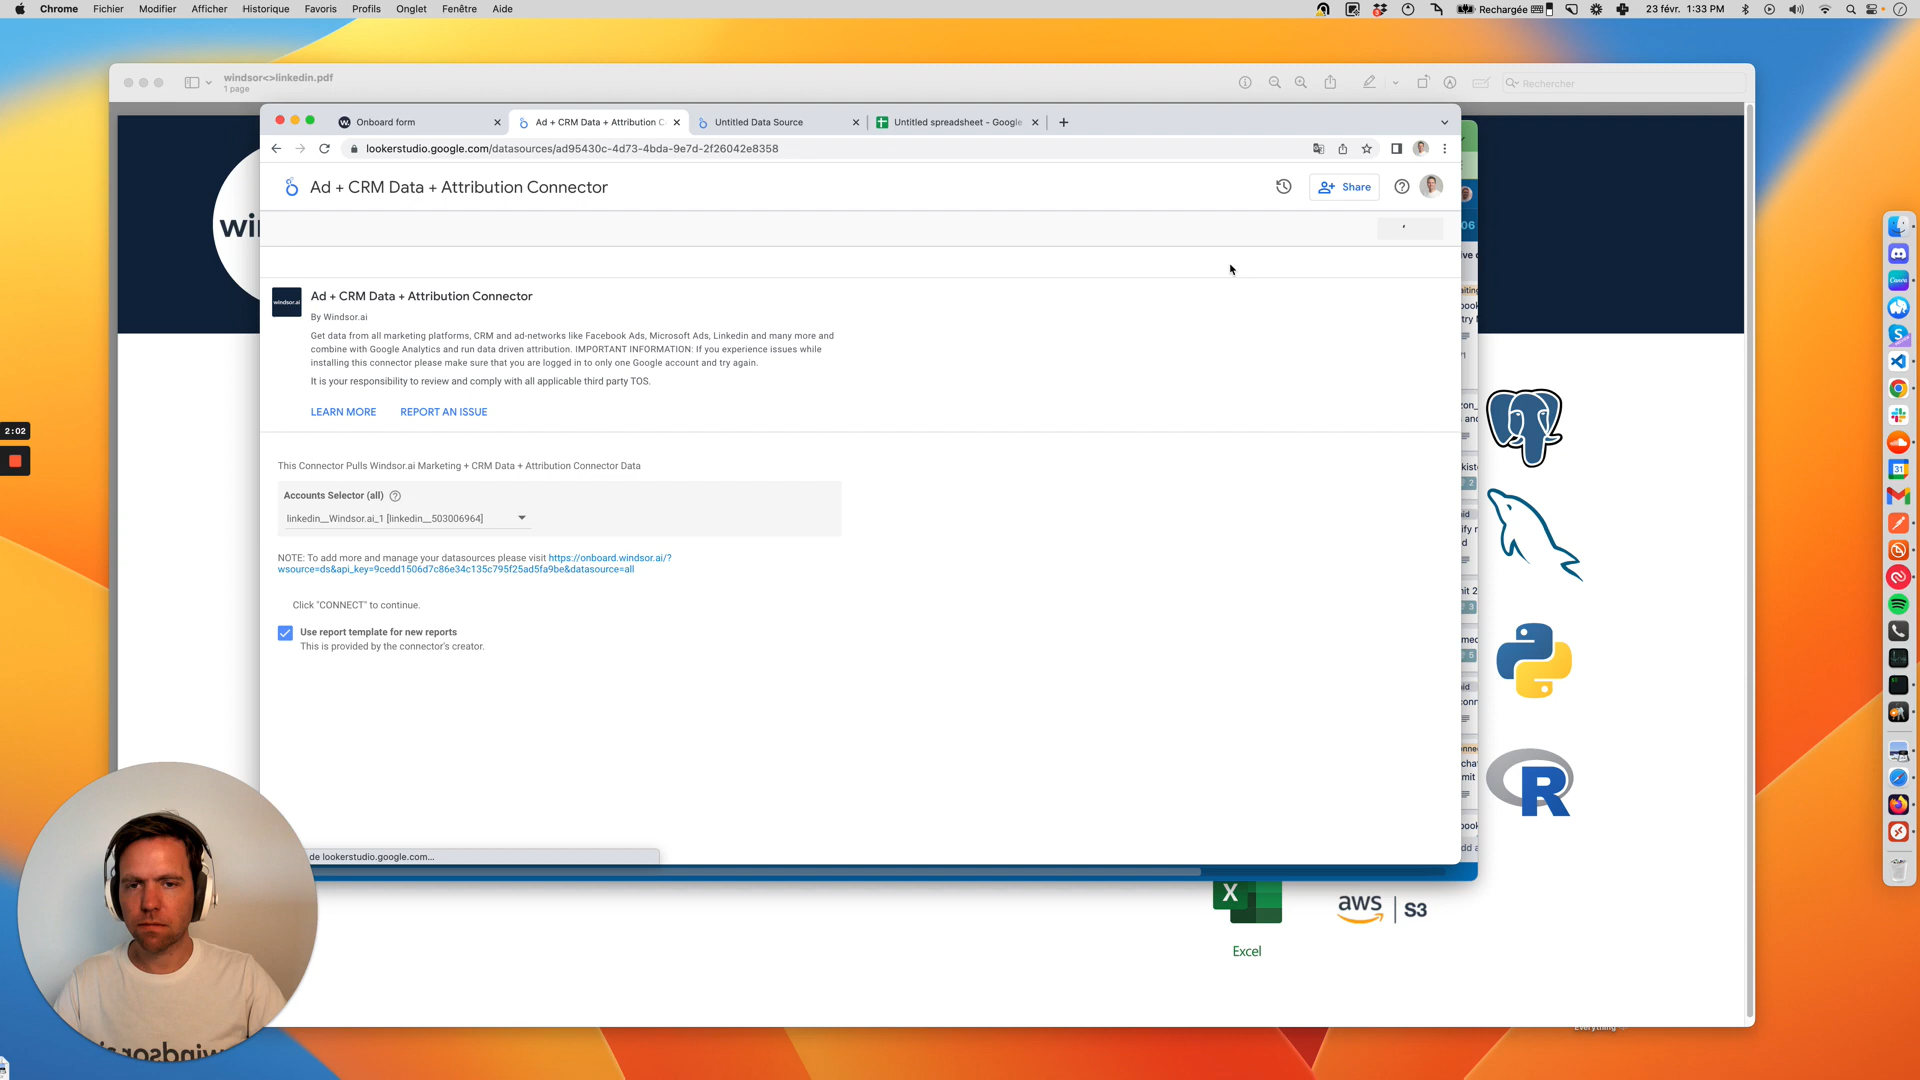 Chrome Fichier Modifier Afficher Historique Favoris Profils Onglet Fenêtre Aide
Rechargée 23 févr. 1:33 PM
windsor<>linkedin.pdf
1 page
Rechercher
Onboard form
Ad + CRM Data + Attribution C
Untitled Data Source
Untitled spreadsheet - Google
lookerstudio.google.com/datasources/ad95430c-4d73-4bda-9e7d-2f26042e8358
Ad + CRM Data + Attribution Connector
Share
wi
windsor.ai
Ad + CRM Data + Attribution Connector
By Windsor.ai
Get data from all marketing platforms, CRM and ad-networks like Facebook Ads, Microsoft Ads, Linkedin and many more and
combine with Google Analytics and run data driven attribution. IMPORTANT INFORMATION: If you experience issues while
installing this connector please make sure that you are logged in to only one Google account and try again.
It is your responsibility to review and comply with all applicable third party TOS.
LEARN MORE REPORT AN ISSUE
2:02
This Connector Pulls Windsor.ai Marketing + CRM Data + Attribution Connector Data
Accounts Selector (all)
linkedin__Windsor.ai_1 [linkedin__503006964]
NOTE: To add more and manage your datasources please visit https://onboard.windsor.ai/?
wsource=ds&api_key=9cedd1506d7c86e34c135c795f25ad5fa9be&datasource=all
Click "CONNECT" to continue.
Use report template for new reports
This is provided by the connector's creator.
de lookerstudio.google.com...
R
X
Excel
aws | S3
Everything
windsor.